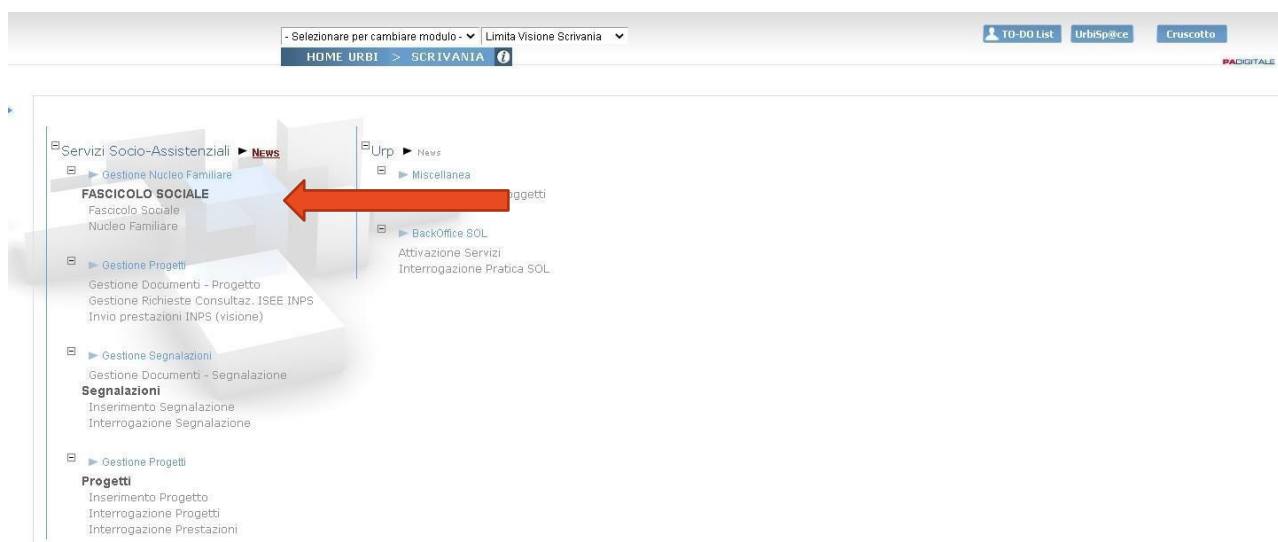 - Selezionare per cambiare modulo -
Limita Visione Scrivania
TO-DO List
UrbiSp@ce
Cruscotto
HOME URBI > SCRIVANIA
PADIGITALE
Servizi Socio-Assistenziali ► News
► Gestione Nucleo Familiare
FASCICOLO SOCIALE
Fascicolo Sociale
Nucleo Familiare
► Gestione Progetti
Gestione Documenti - Progetto
Gestione Richieste Consultaz. ISEE INPS
Invio prestazioni INPS (visione)
► Gestione Segnalazioni
Gestione Documenti - Segnalazione
Segnalazioni
Inserimento Segnalazione
Interrogazione Segnalazione
► Gestione Progetti
Progetti
Inserimento Progetto
Interrogazione Progetti
Interrogazione Prestazioni
Urp ► News
► Miscellanea
► BackOffice SOL
Attivazione Servizi
Interrogazione Pratica SOL